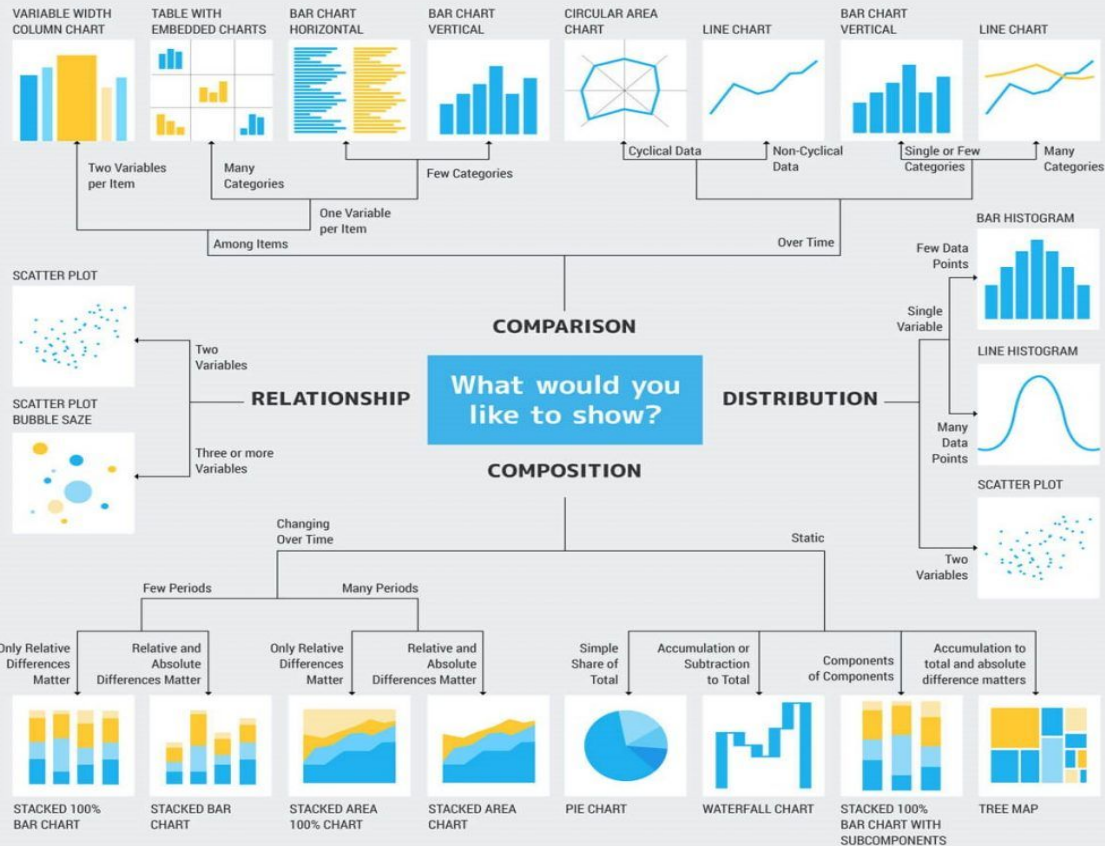 VARIABLE WIDTH
COLUMN CHART
TABLE WITH
EMBEDDED CHARTS
BAR CHART
HORIZONTAL
BAR CHART
VERTICAL
CIRCULAR AREA
CHART
LINE CHART
BAR CHART
VERTICAL
LINE CHART
Two Variables
per Item
Many
Categories
Few Categories
Cyclical Data
Non-Cyclical
Data
Single or Few
Categories
Many
Categories
One Variable
per Item
Among Items
Over Time
BAR HISTOGRAM
Few Data
Points
SCATTER PLOT
Single
Variable
COMPARISON
Two
Variables
LINE HISTOGRAM
RELATIONSHIP
What would you
like to show?
DISTRIBUTION
SCATTER PLOT
BUBBLE SAZE
Many
Data
Points
Three or more
Variables
COMPOSITION
SCATTER PLOT
Changing
Over Time
Static
Two
Variables
Few Periods
Many Periods
Only Relative
Differences
Matter
Relative and
Absolute
Differences Matter
Only Relative
Differences
Matter
Relative and
Absolute
Differences Matter
Simple
Share of
Total
Accumulation or
Subtraction
to Total
Components
of Components
Accumulation to
total and absolute
difference matters
STACKED 100%
BAR CHART
STACKED BAR
CHART
STACKED AREA
100% CHART
STACKED AREA
CHART
PIE CHART
WATERFALL CHART
STACKED 100%
BAR CHART WITH
SUBCOMPONENTS
TREE MAP